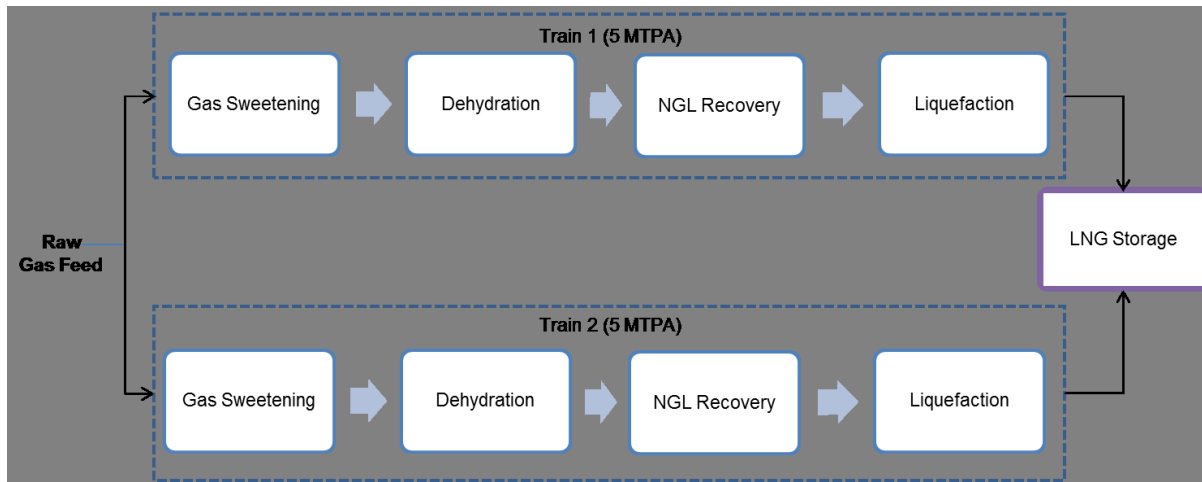 Train 1 (5 MTPA)
Gas Sweetening
Dehydration
NGL Recovery
Liquefaction
Raw
Gas Feed
LNG Storage
Train 2 (5 MTPA)
Gas Sweetening
Dehydration
NGL Recovery
Liquefaction